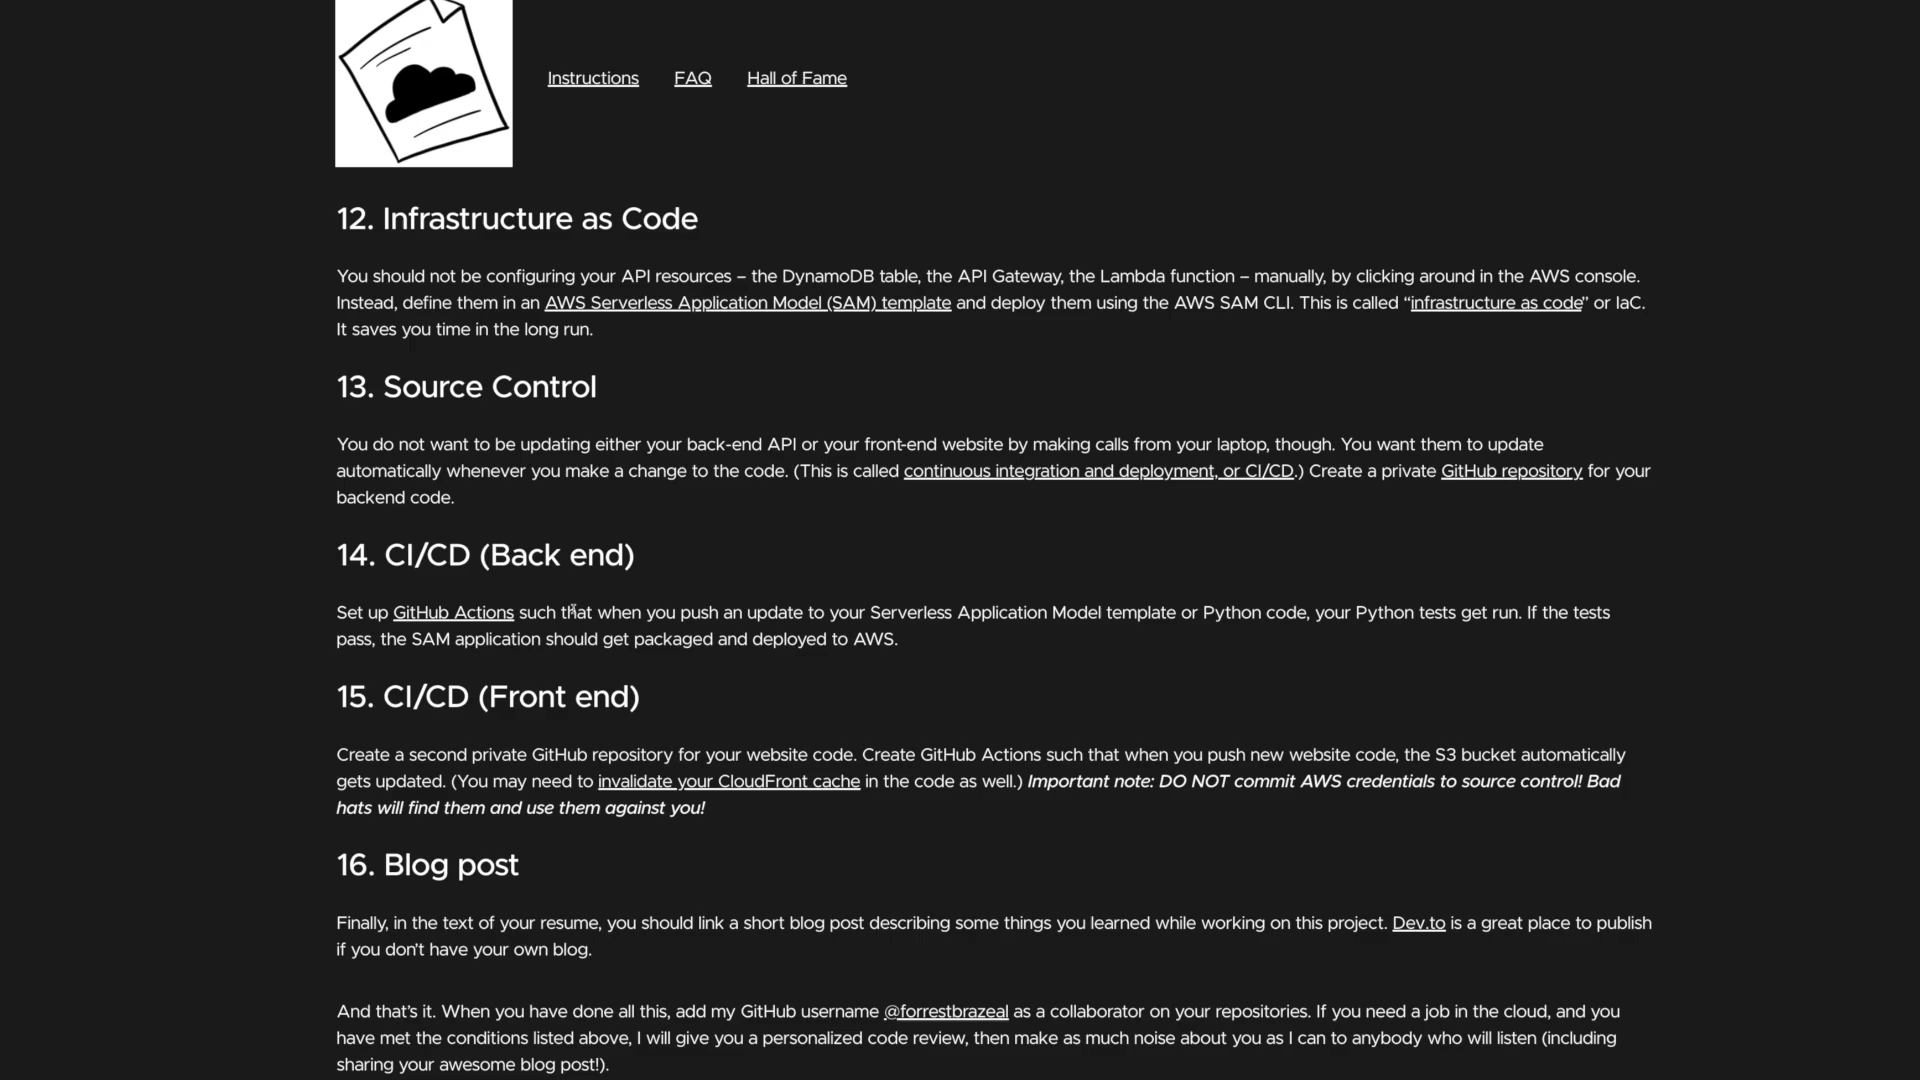 Instructions FAQ Hall of Fame
12. Infrastructure as Code
You should not be configuring your API resources – the DynamoDB table, the API Gateway, the Lambda function – manually, by clicking around in the AWS console.
Instead, define them in an AWS Serverless Application Model (SAM) template and deploy them using the AWS SAM CLI. This is called “infrastructure as code” or IaC.
It saves you time in the long run.
13. Source Control
You do not want to be updating either your back-end API or your front-end website by making calls from your laptop, though. You want them to update
automatically whenever you make a change to the code. (This is called continuous integration and deployment, or CI/CD.) Create a private GitHub repository for your
backend code.
14. CI/CD (Back end)
Set up GitHub Actions such that when you push an update to your Serverless Application Model template or Python code, your Python tests get run. If the tests
pass, the SAM application should get packaged and deployed to AWS.
15. CI/CD (Front end)
Create a second private GitHub repository for your website code. Create GitHub Actions such that when you push new website code, the S3 bucket automatically
gets updated. (You may need to invalidate your CloudFront cache in the code as well.) Important note: DO NOT commit AWS credentials to source control! Bad
hats will find them and use them against you!
16. Blog post
Finally, in the text of your resume, you should link a short blog post describing some things you learned while working on this project. Dev.to is a great place to publish
if you don’t have your own blog.
And that’s it. When you have done all this, add my GitHub username @forrestbrazeal as a collaborator on your repositories. If you need a job in the cloud, and you
have met the conditions listed above, I will give you a personalized code review, then make as much noise about you as I can to anybody who will listen (including
sharing your awesome blog post!).